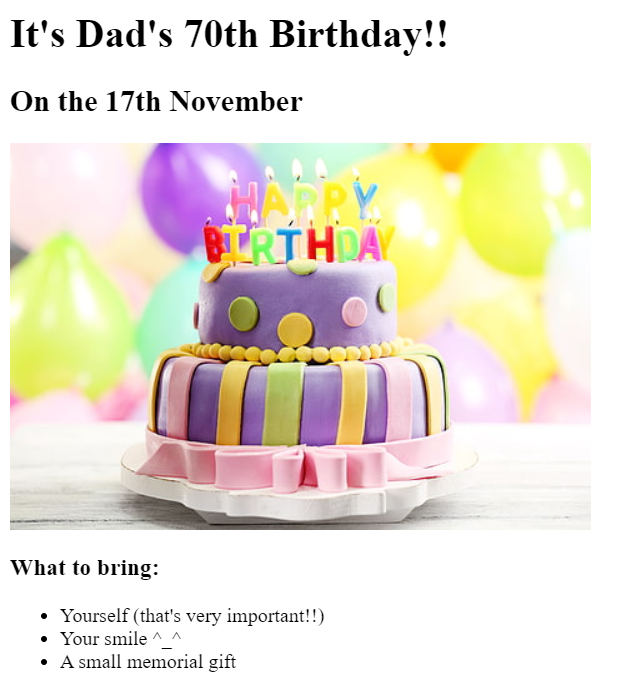 It's Dad's 70th Birthday!!
On the 17th November
HAPPY
BIRTHDAY
What to bring:
Yourself (that's very important!!)
Your smile ^_^
A small memorial gift